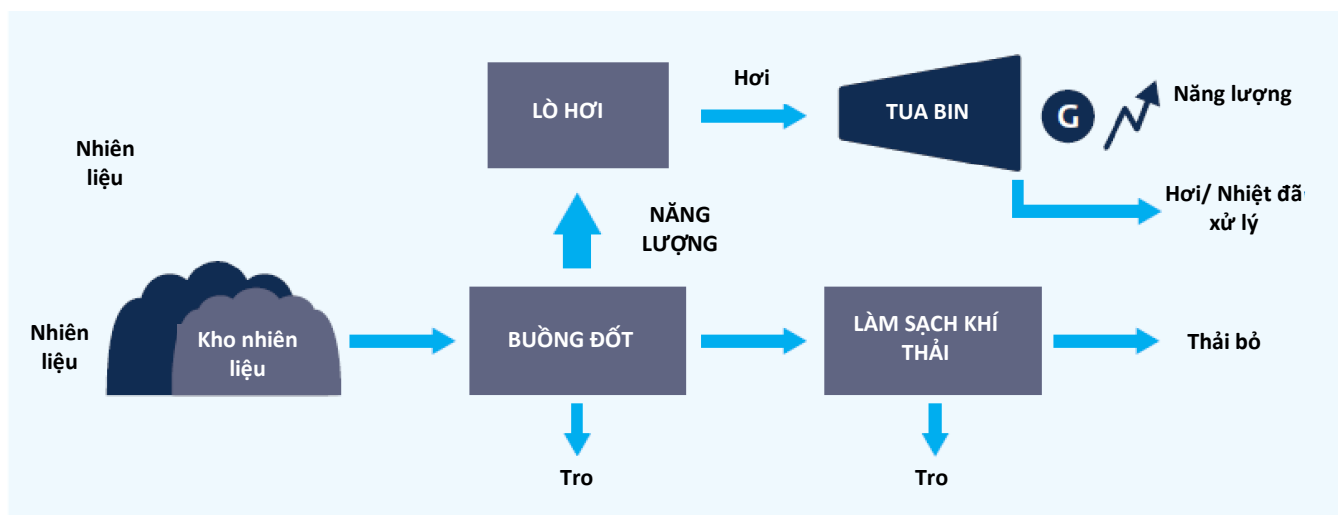 Hơi
LÒ HƠI
TUA BIN
G
Năng lượng
Nhiên
liệu
Hơi/ Nhiệt đã
xử lý
NĂNG
LƯỢNG
Nhiên
liệu
Kho nhiên
liệu
BUỒNG ĐỐT
LÀM SẠCH KHÍ
THẢI
Thải bỏ
Tro
Tro